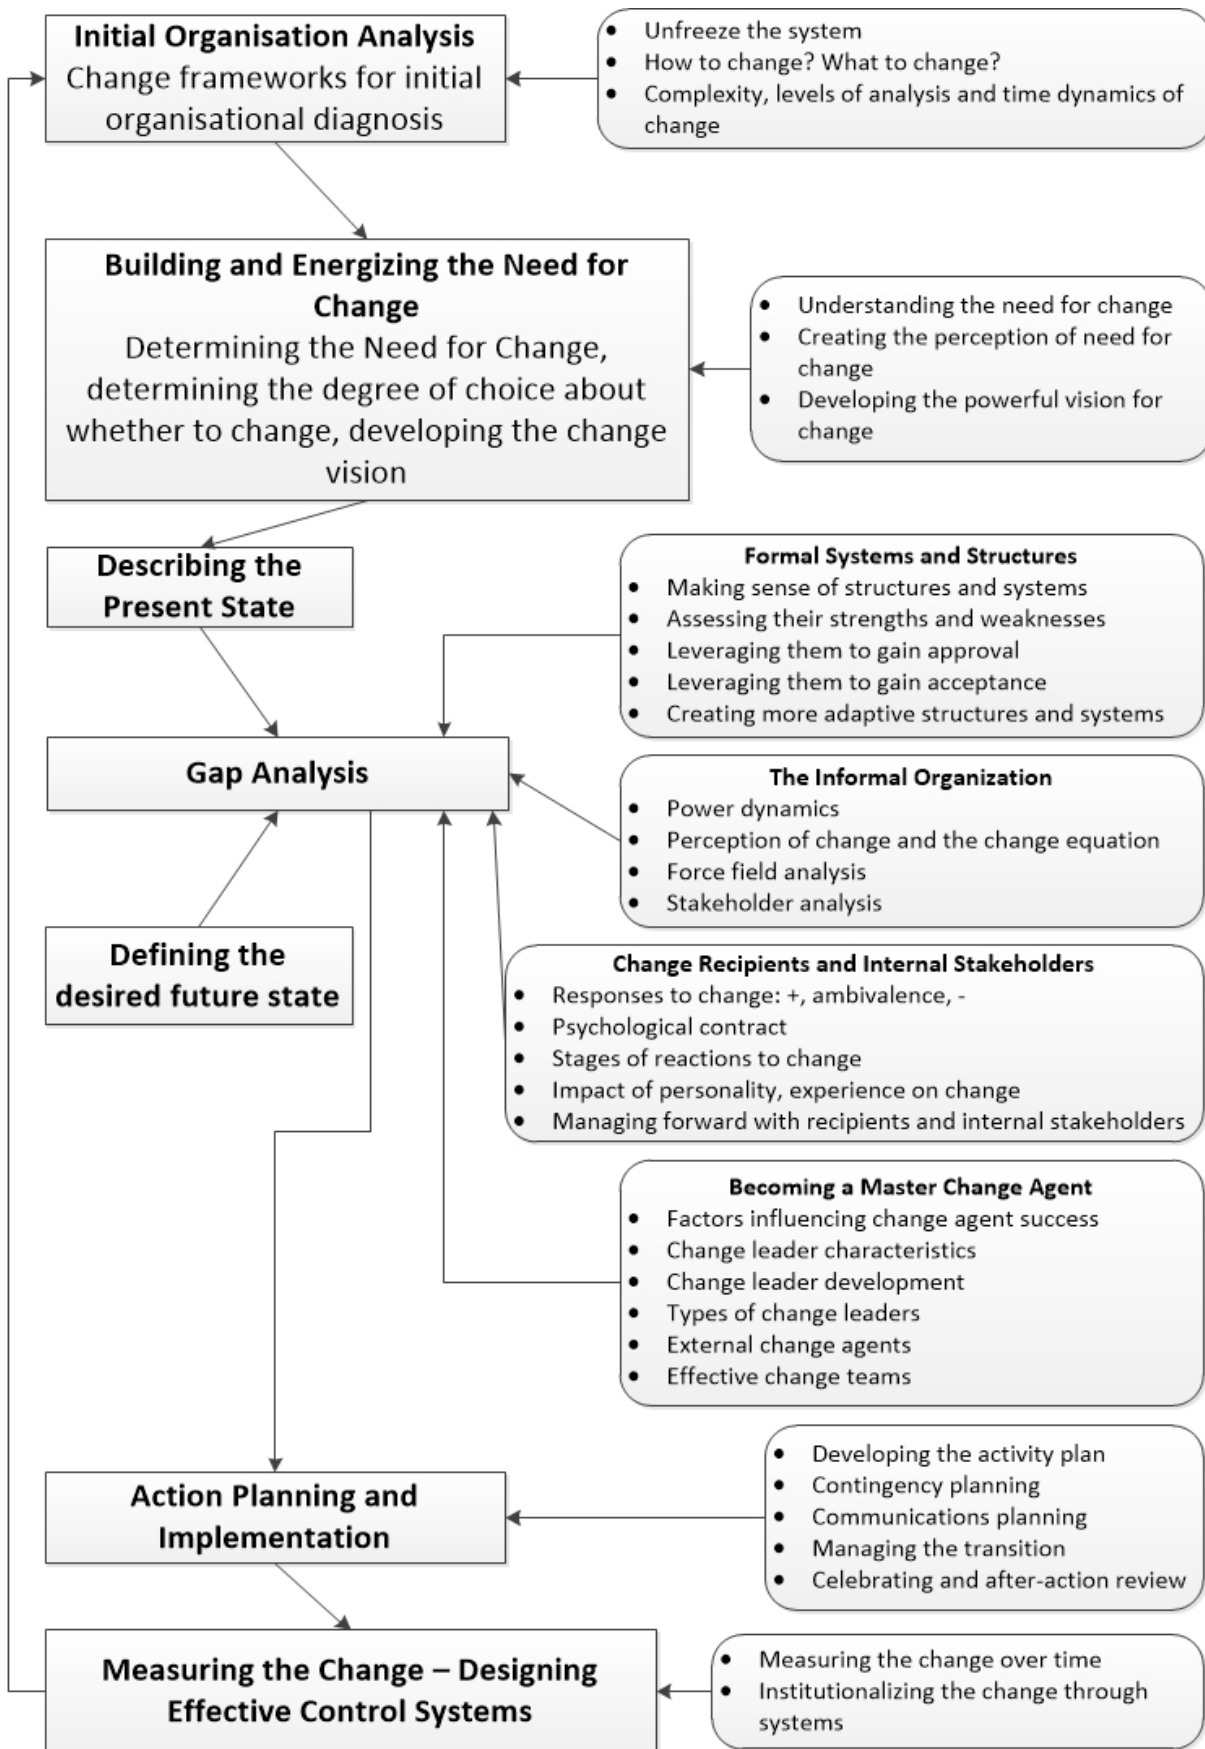 Initial Organisation Analysis
Change frameworks for initial
organisational diagnosis
• Unfreeze the system
• How to change? What to change?
• Complexity, levels of analysis and time dynamics of
change
Building and Energizing the Need for
Change
Determining the Need for Change,
determining the degree of choice about
whether to change, developing the change
vision
• Understanding the need for change
• Creating the perception of need for
change
• Developing the powerful vision for
change
Describing the
Present State
Formal Systems and Structures
• Making sense of structures and systems
• Assessing their strengths and weaknesses
• Leveraging them to gain approval
• Leveraging them to gain acceptance
• Creating more adaptive structures and systems
Gap Analysis
The Informal Organization
• Power dynamics
• Perception of change and the change equation
• Force field analysis
• Stakeholder analysis
Defining the
desired future state
Change Recipients and Internal Stakeholders
• Responses to change: +, ambivalence, -
• Psychological contract
• Stages of reactions to change
• Impact of personality, experience on change
• Managing forward with recipients and internal stakeholders
Becoming a Master Change Agent
• Factors influencing change agent success
• Change leader characteristics
• Change leader development
• Types of change leaders
• External change agents
• Effective change teams
Action Planning and
Implementation
• Developing the activity plan
• Contingency planning
• Communications planning
• Managing the transition
• Celebrating and after-action review
Measuring the Change – Designing
Effective Control Systems
• Measuring the change over time
• Institutionalizing the change through
systems